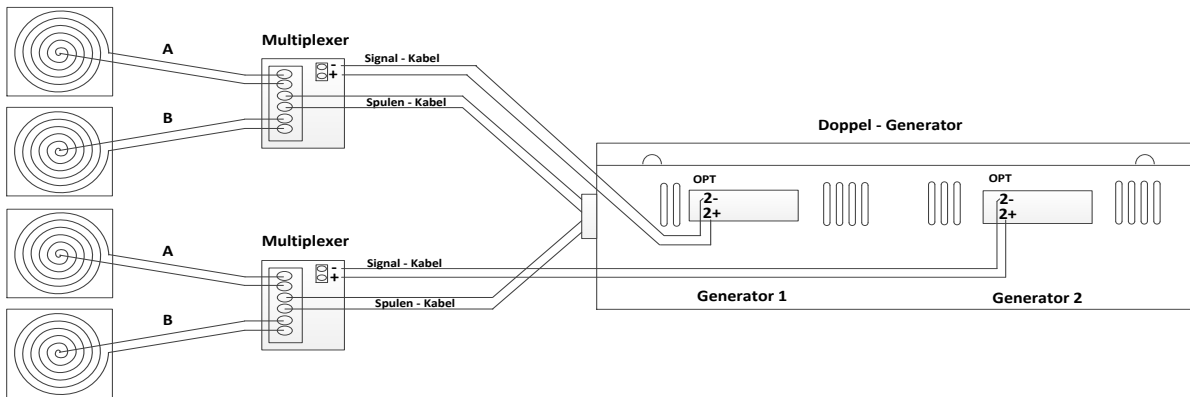 A
B
Multiplexer
-
+
Signal - Kabel
Spulen - Kabel
Doppel - Generator
OPT
2-
2+
OPT
2-
2+
A
B
Multiplexer
-
+
Signal - Kabel
Spulen - Kabel
Generator 1
Generator 2